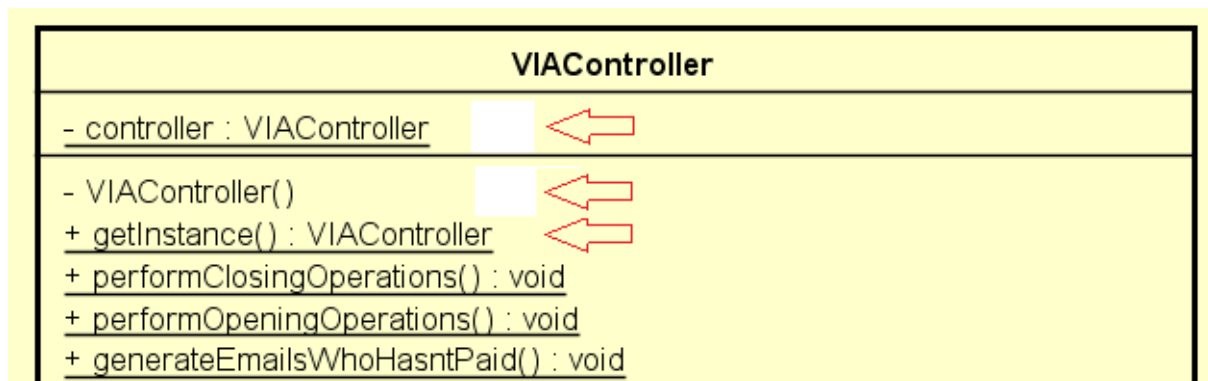 VIAController
- controller : VIAController
- VIAController()
+ getInstance() : VIAController
+ performClosingOperations() : void
+ performOpeningOperations() : void
+ generateEmailsWhoHasntPaid() : void